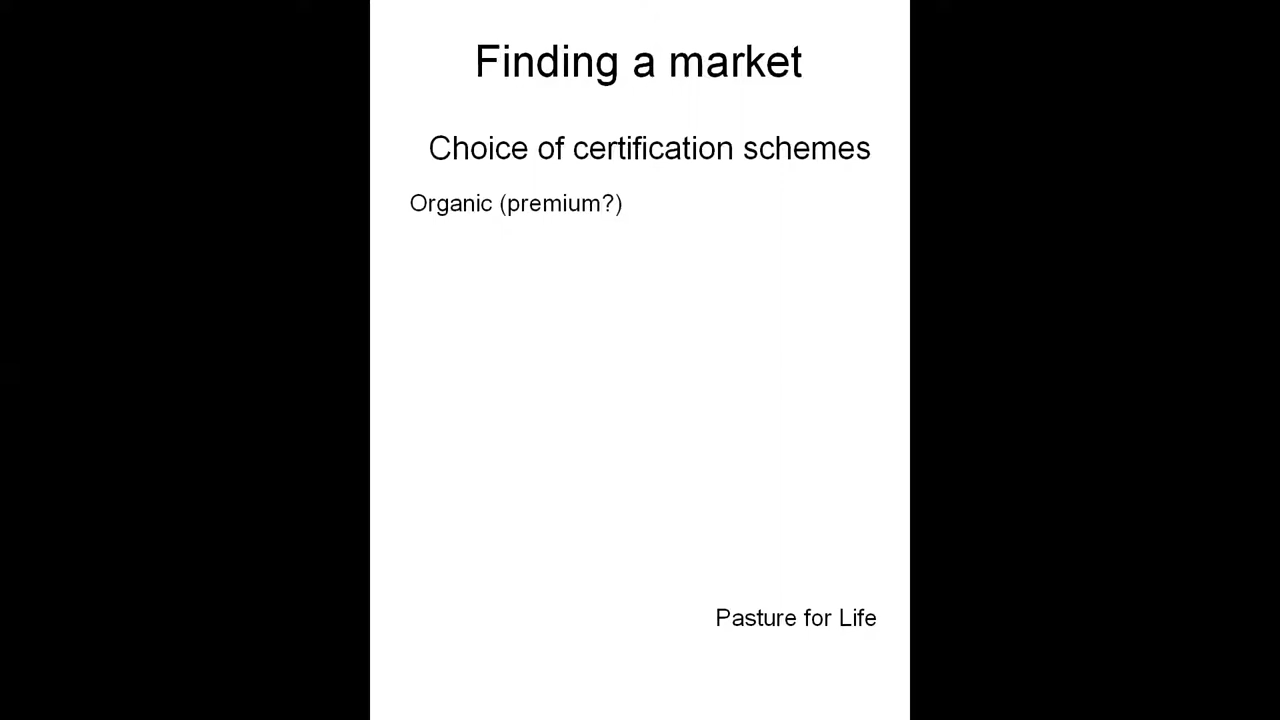 Finding a market
Choice of certification schemes
Organic (premium?)
Pasture for Life